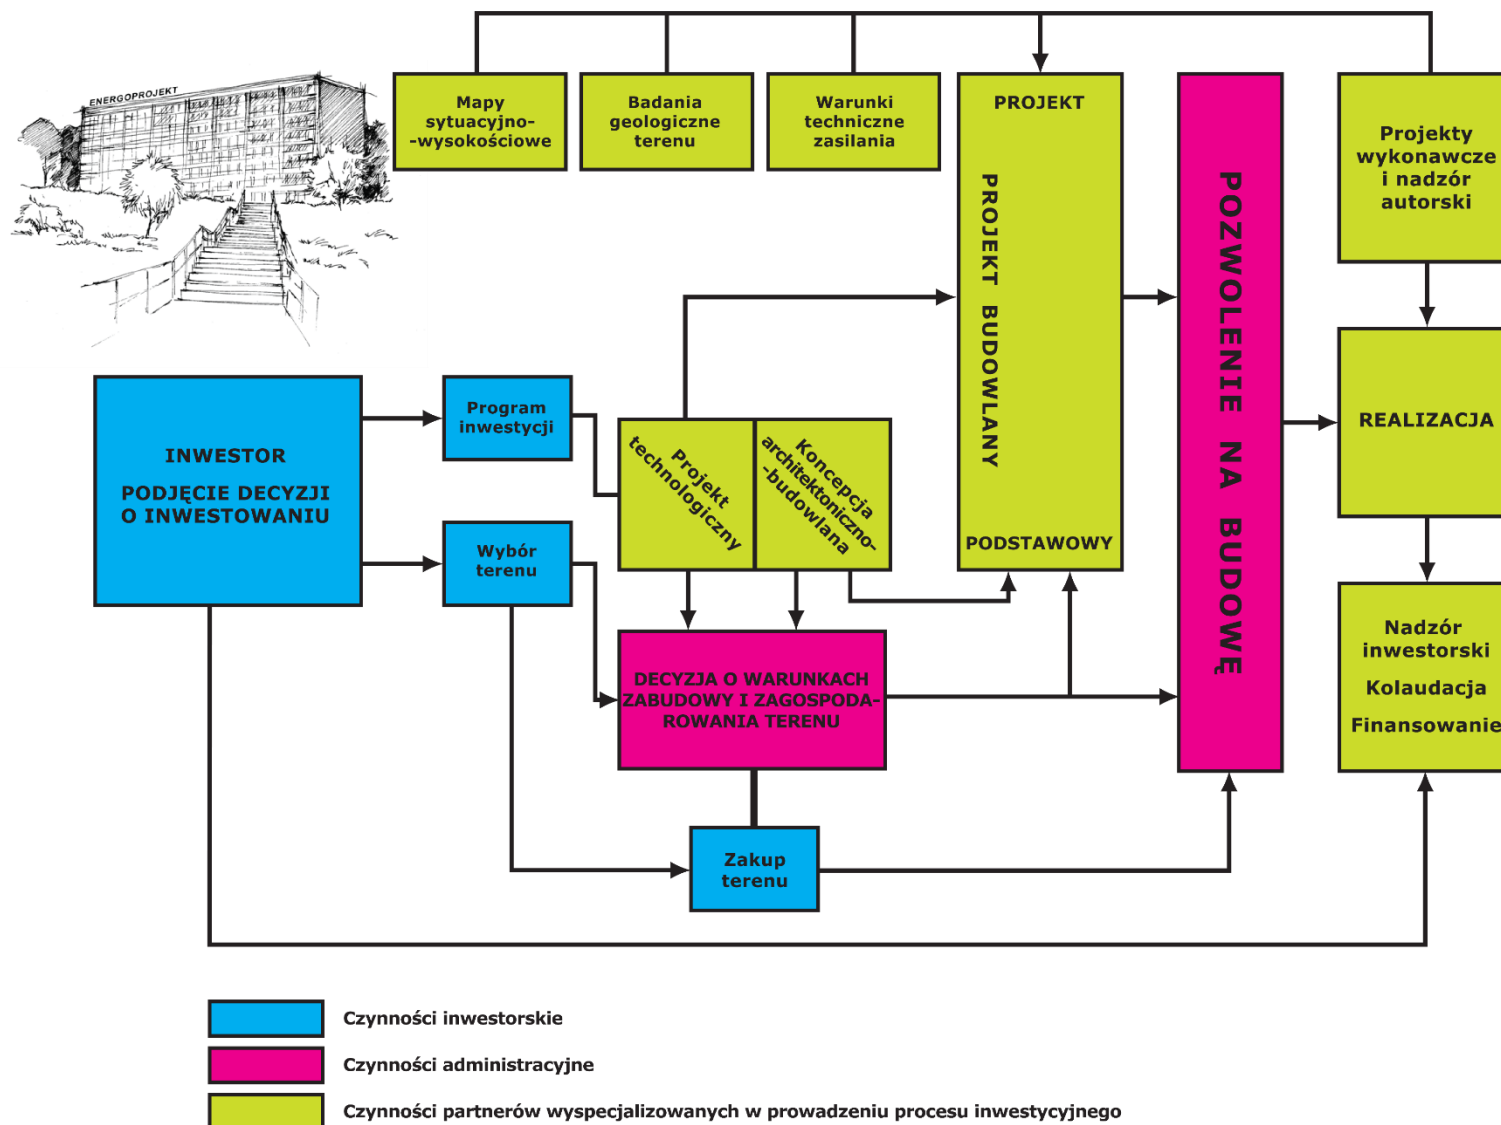 ENERGOPROJEKT
Mapy
sytuacyjno-
-wysokościowe
Badania
geologiczne
terenu
Warunki
techniczne
zasilania
PROJEKT
PROJEKT BUDOWLANY
PODSTAWOWY
POZWOLENIE NA BUDOWĘ
Projekty
wykonawcze
i nadzór
autorski
INWESTOR
PODJĘCIE DECYZJI
O INWESTOWANIU
Program
inwestycji
Wybór
terenu
Projekt
technologiczny
Koncepcja
architektoniczno-
-budowlana
REALIZACJA
DECYZJA O WARUNKACH
ZABUDOWY I ZAGOSPODA-
ROWANIA TERENU
Nadzór
inwestorski
Kolaudacja
Finansowanie
Zakup
terenu
Czynności inwestorskie
Czynności administracyjne
Czynności partnerów wyspecjalizowanych w prowadzeniu procesu inwestycyjnego